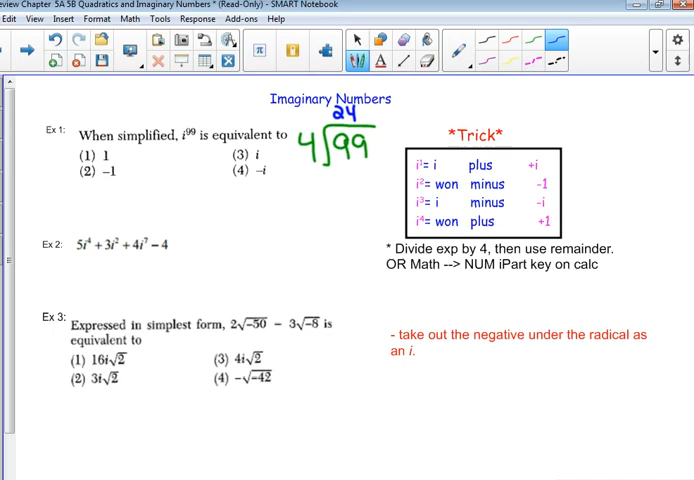 eview Chapter 5A 5B Quadratics and Imaginary Numbers * (Read-Only) - SMART Notebook
View Insert Format Math Tools Response Add-ons Help
Imaginary Numbers
Ex 1: When simplified, i⁹⁹ is equivalent to
(1) 1 (3) i
(2) -1 (4) -i
24
4 99
*Trick*
i¹= i plus +i
i²= won minus -1
i³= i minus -i
i⁴= won plus +1
* Divide exp by 4, then use remainder.
OR Math --> NUM iPart key on calc
Ex 2: 5i⁴ + 3i² + 4i⁷ - 4
Ex 3: Expressed in simplest form, 2√-50 - 3√-8 is
equivalent to
(1) 16i√2 (3) 4i√2
(2) 3i√2 (4) -√-42
- take out the negative under the radical as
an i.